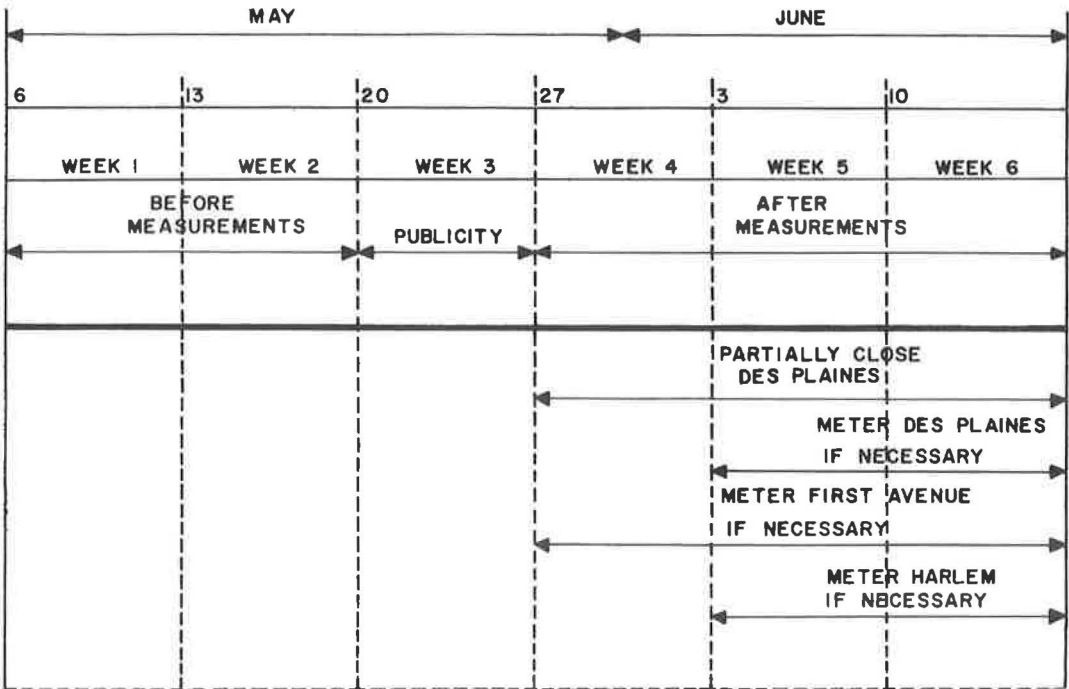 MAY JUNE
6 13 20 27 3 10
WEEK 1 WEEK 2 WEEK 3 WEEK 4 WEEK 5 WEEK 6
BEFORE
MEASUREMENTS
PUBLICITY
AFTER
MEASUREMENTS
PARTIALLY CLOSE
DES PLAINES
METER DES PLAINES
IF NECESSARY
METER FIRST AVENUE
IF NECESSARY
METER HARLEM
IF NECESSARY